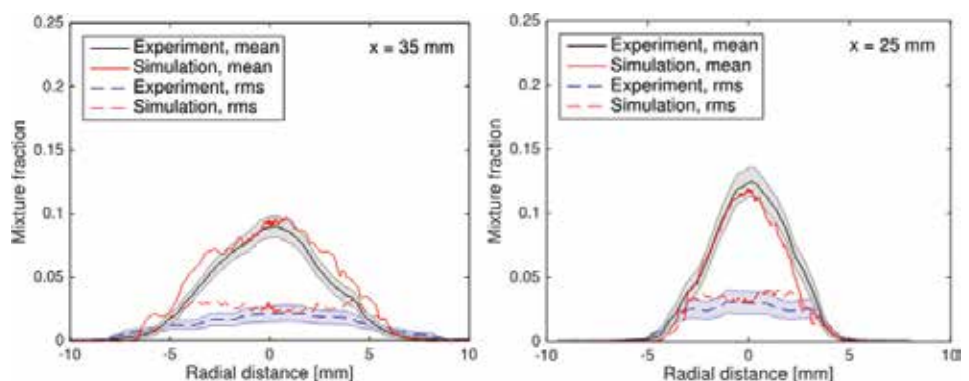 0.25
0.2
0.15
0.1
0.05
0
Mixture fraction
Experiment, mean
Simulation, mean
Experiment, rms
Simulation, rms
x = 35 mm
-10
-5
0
5
10
Radial distance [mm]
0.25
0.2
0.15
0.1
0.05
0
Mixture fraction
Experiment, mean
Simulation, mean
Experiment, rms
Simulation, rms
x = 25 mm
-10
-5
0
5
10
Radial distance [mm]